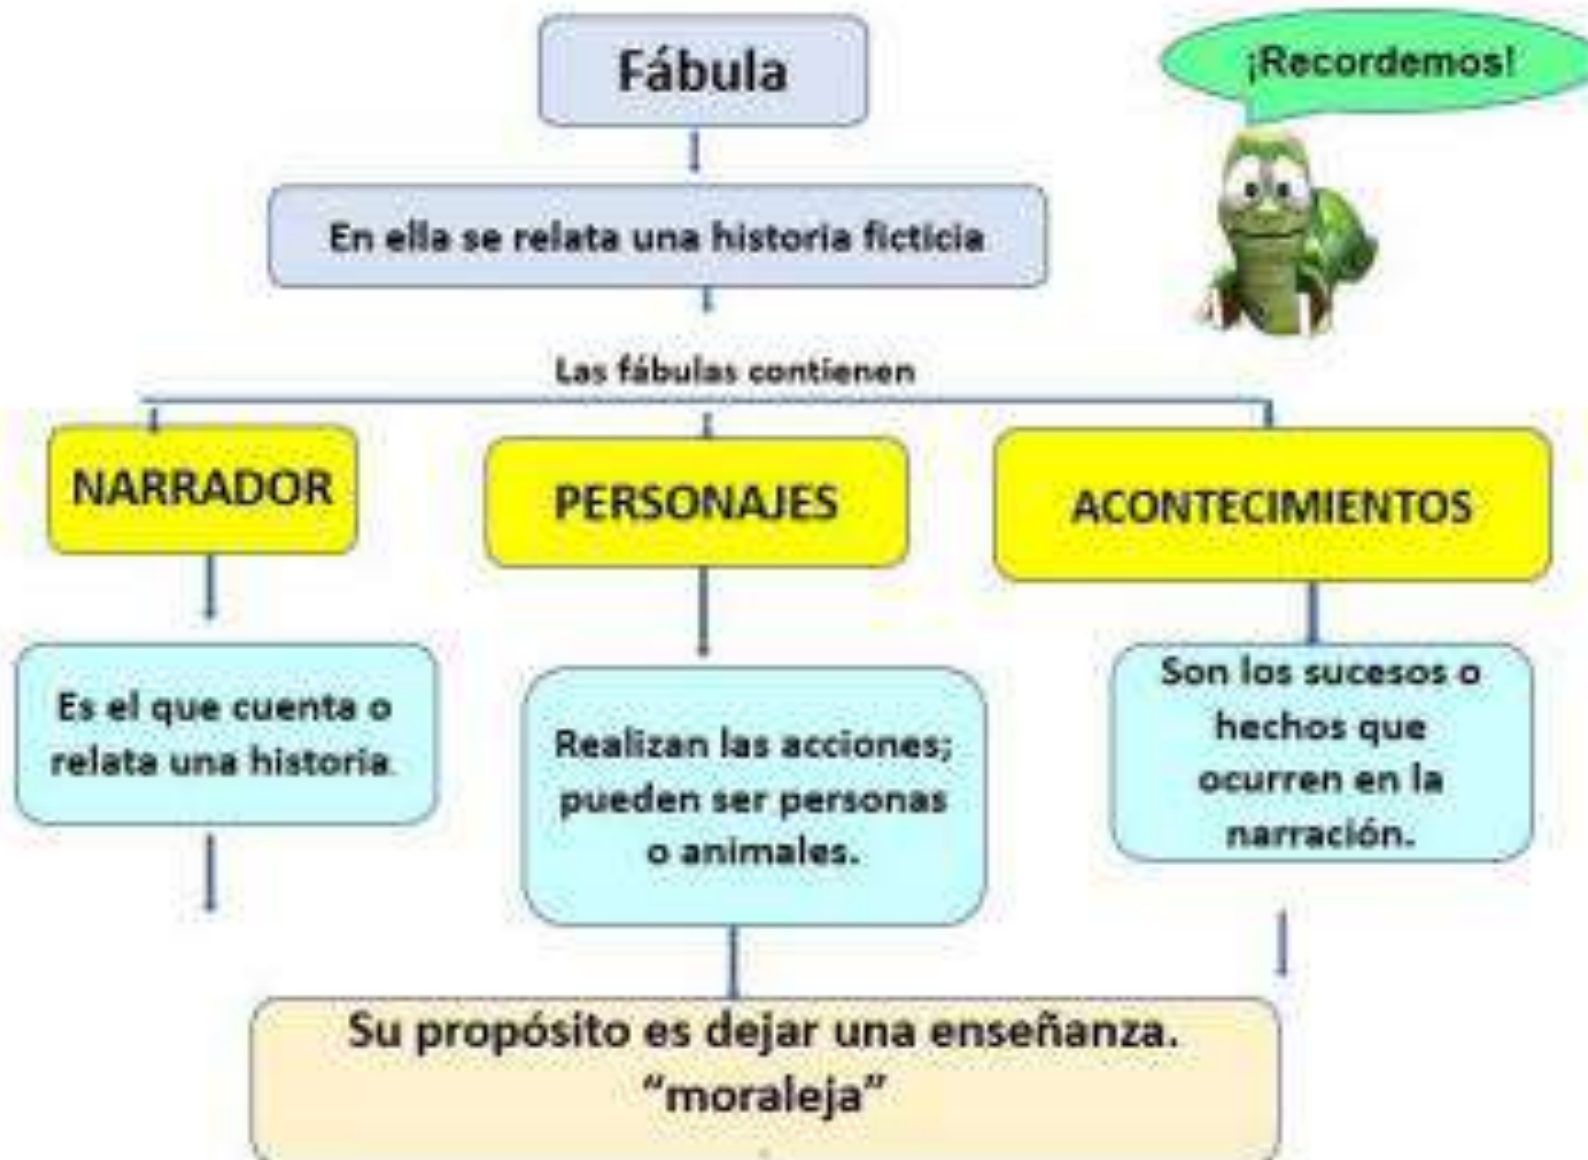 Fábula
¡Recordemos!
En ella se relata una historia ficticia
Las fábulas contienen
NARRADOR
PERSONAJES
ACONTECIMIENTOS
Es el que cuenta o
relata una historia.
Realizan las acciones;
pueden ser personas
o animales.
Son los sucesos o
hechos que
ocurren en la
narración.
Su propósito es dejar una enseñanza.
“moraleja”